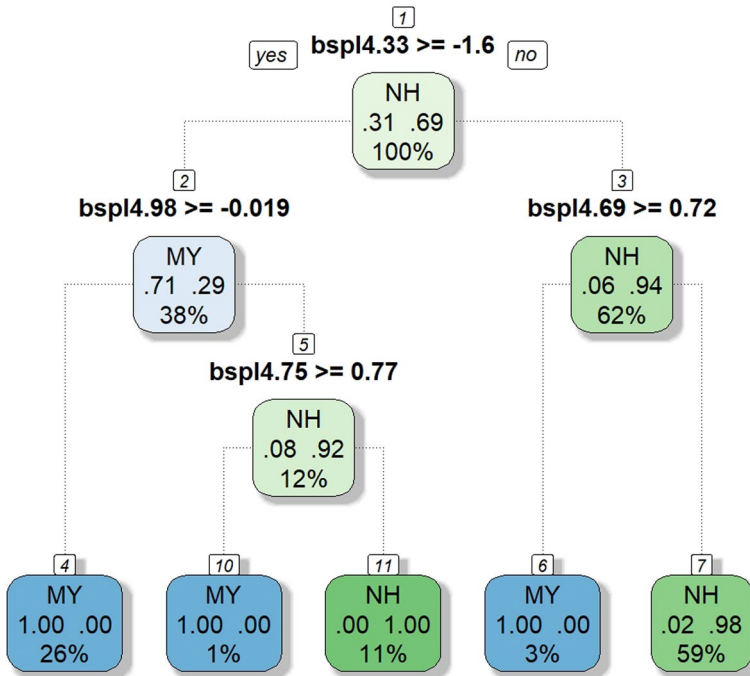 1
yes bspl4.33 >= -1.6 no
NH
.31 .69
100%
2 3
bspl4.98 >= -0.019 bspl4.69 >= 0.72
MY NH
.71 .29 .06 .94
38% 62%
5
bspl4.75 >= 0.77
NH
.08 .92
12%
4 10 11 6 7
MY MY NH MY NH
1.00 .00 1.00 .00 .00 1.00 1.00 .00 .02 .98
26% 1% 11% 3% 59%